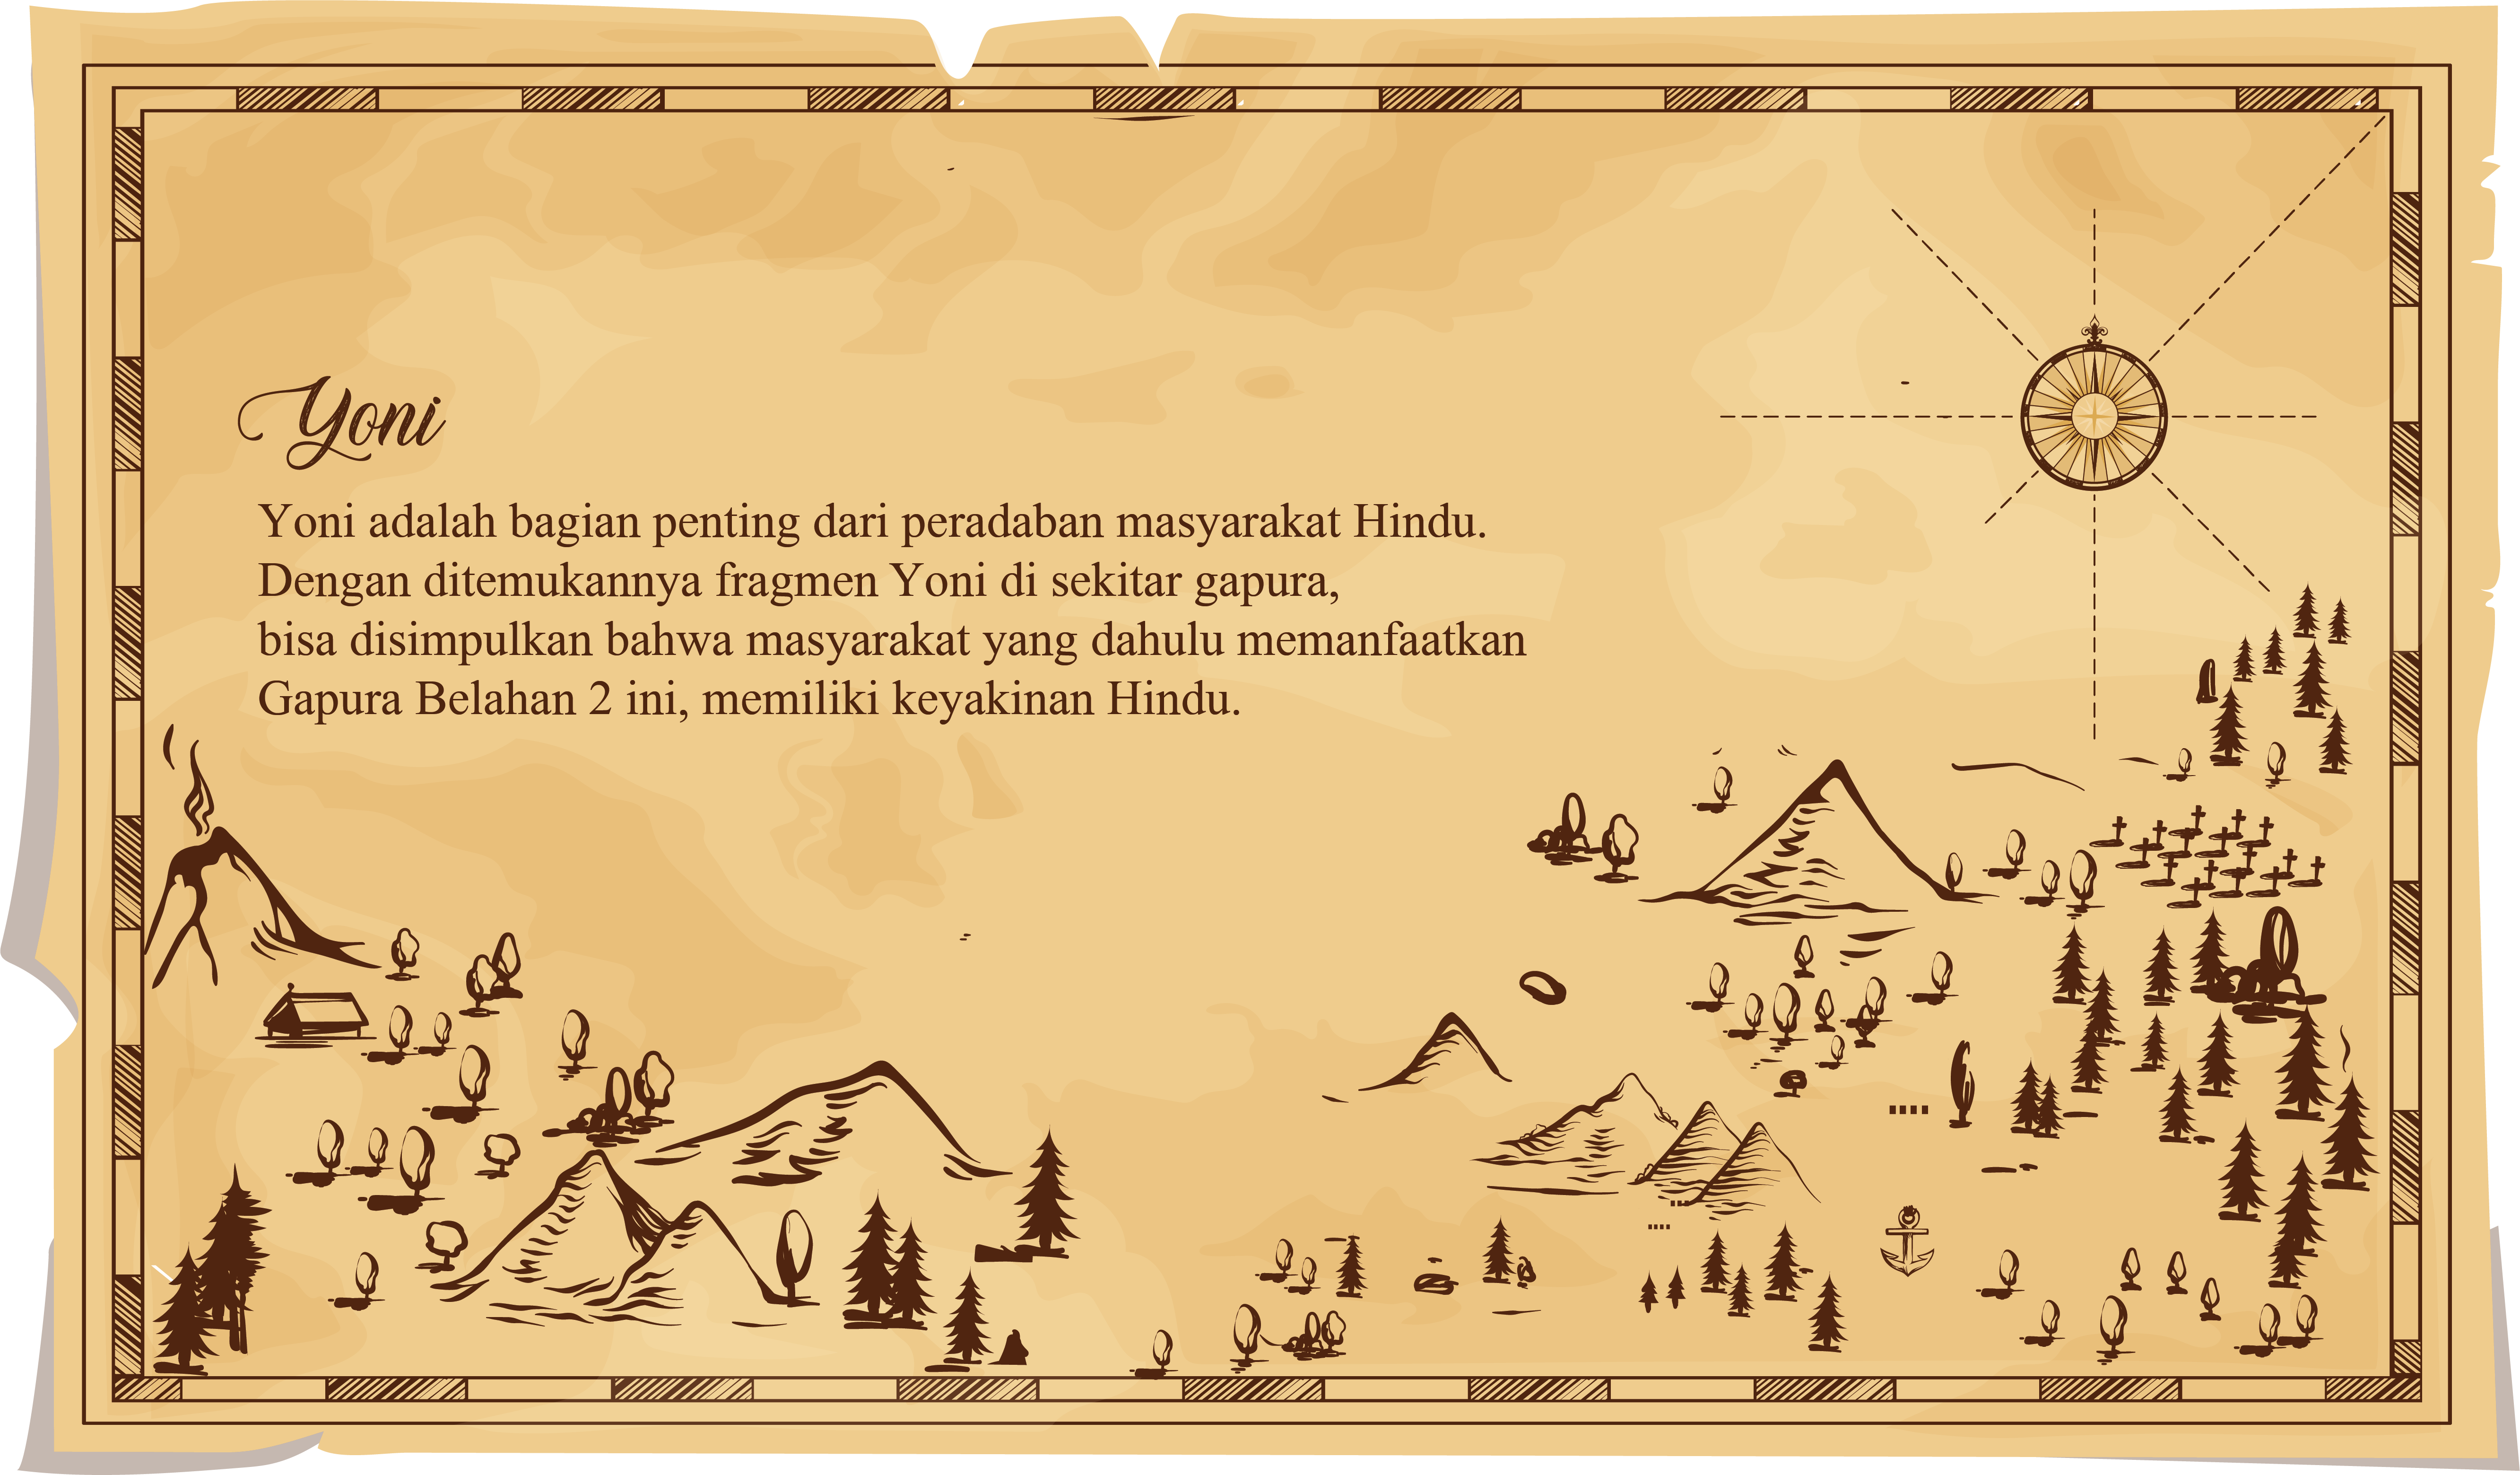 Yoni
Yoni adalah bagian penting dari peradaban masyarakat Hindu.
Dengan ditemukannya fragmen Yoni di sekitar gapura,
bisa disimpulkan bahwa masyarakat yang dahulu memanfaatkan
Gapura Belahan 2 ini, memiliki keyakinan Hindu.